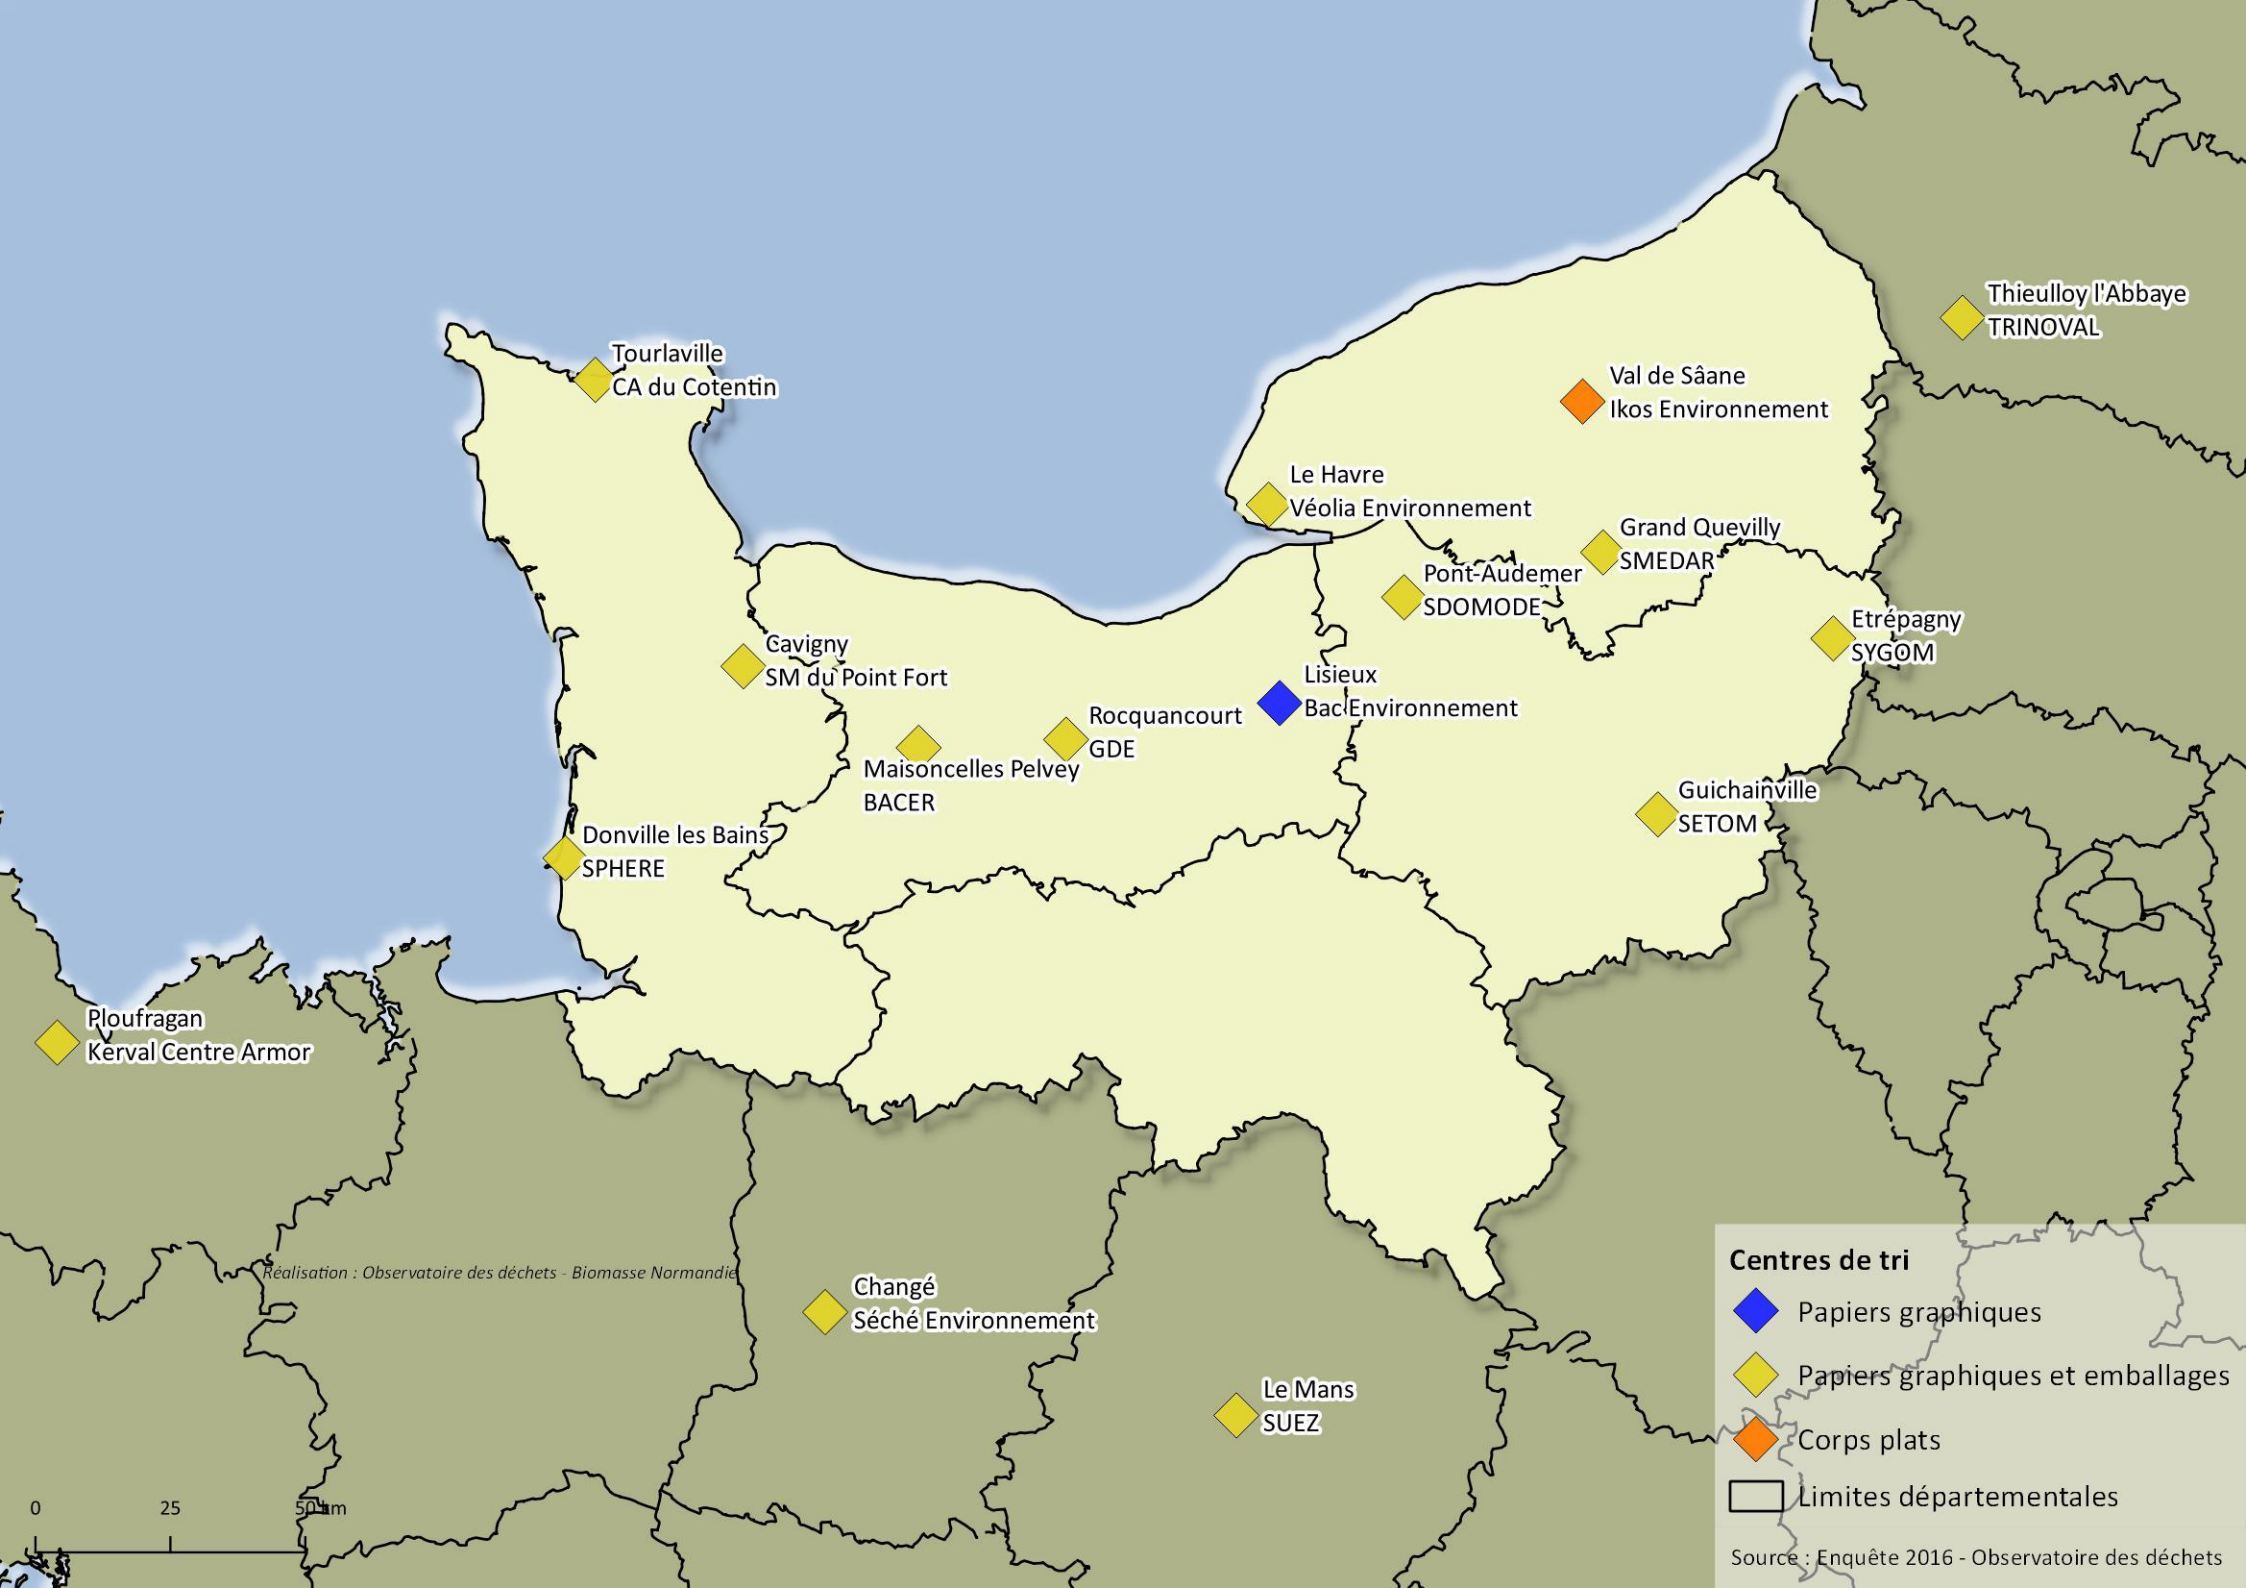 Thieulloy l'Abbaye
TRINOVAL
Tourlaville
CA du Cotentin
Val de Sâane
Ikos Environnement
Le Havre
Véolia Environnement
Grand Quevilly
SMEDAR
Pont-Audemer
SDOMODE
Etrépagny
SYGOM
Cavigny
SM du Point Fort
Lisieux
Bac Environnement
Rocquancourt
GDE
Maisoncelles Pelvey
BACER
Guichainville
SETOM
Donville les Bains
SPHERE
Ploufragan
Kerval Centre Armor
Réalisation : Observatoire des déchets - Biomasse Normandie
Changé
Séché Environnement
Le Mans
SUEZ
Centres de tri
Papiers graphiques
Papiers graphiques et emballages
Corps plats
Limites départementales
Source : Enquête 2016 - Observatoire des déchets
0 25 50 km